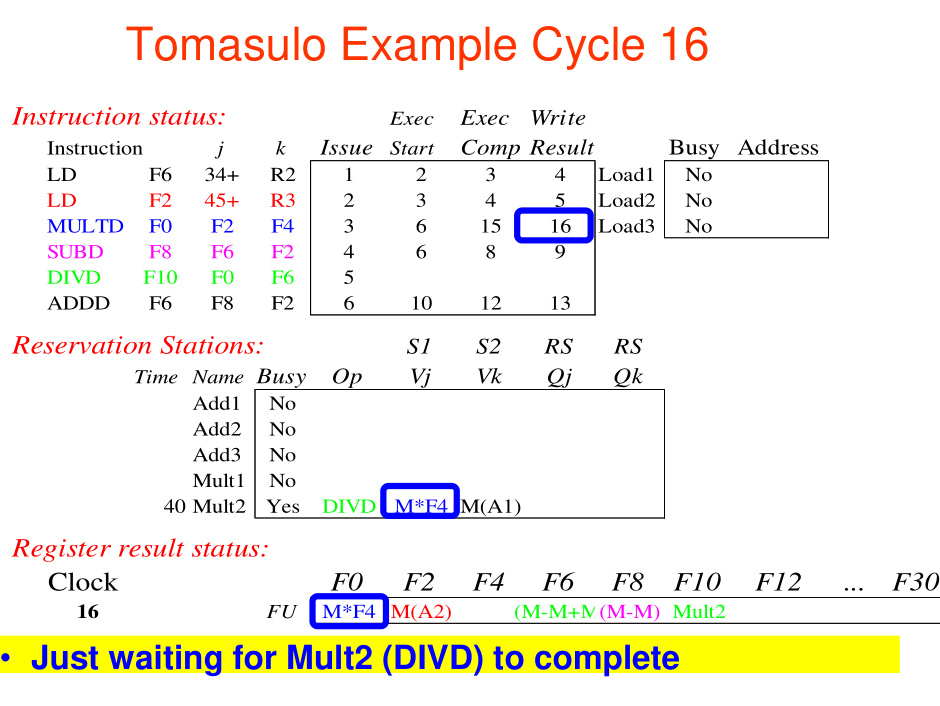 Tomasulo Example Cycle 16
Instruction status: Exec Exec Write
Instruction j k Issue Start Comp Result Busy Address
LD F6 34+ R2 1 2 3 4 Load1 No
LD F2 45+ R3 2 3 4 5 Load2 No
MULTD F0 F2 F4 3 6 15 16 Load3 No
SUBD F8 F6 F2 4 6 8 9
DIVD F10 F0 F6 5
ADDD F6 F8 F2 6 10 12 13
Reservation Stations: S1 S2 RS RS
Time Name Busy Op Vj Vk Qj Qk
Add1 No
Add2 No
Add3 No
Mult1 No
40 Mult2 Yes DIVD M*F4 M(A1)
Register result status:
Clock F0 F2 F4 F6 F8 F10 F12 ... F30
16 FU M*F4 M(A2) (M-M+M (M-M) Mult2
• Just waiting for Mult2 (DIVD) to complete